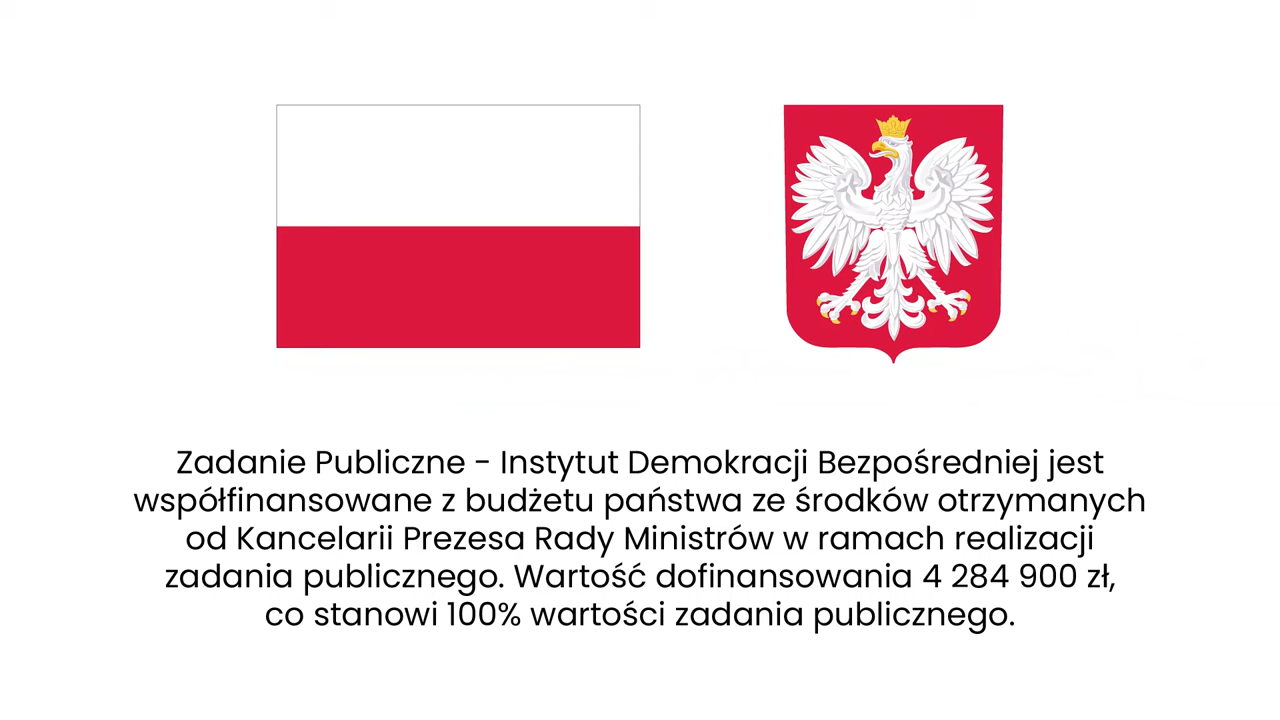 Zadanie Publiczne - Instytut Demokracji Bezpośredniej jest
współfinansowane z budżetu państwa ze środków otrzymanych
od Kancelarii Prezesa Rady Ministrów w ramach realizacji
zadania publicznego. Wartość dofinansowania 4 284 900 zł,
co stanowi 100% wartości zadania publicznego.